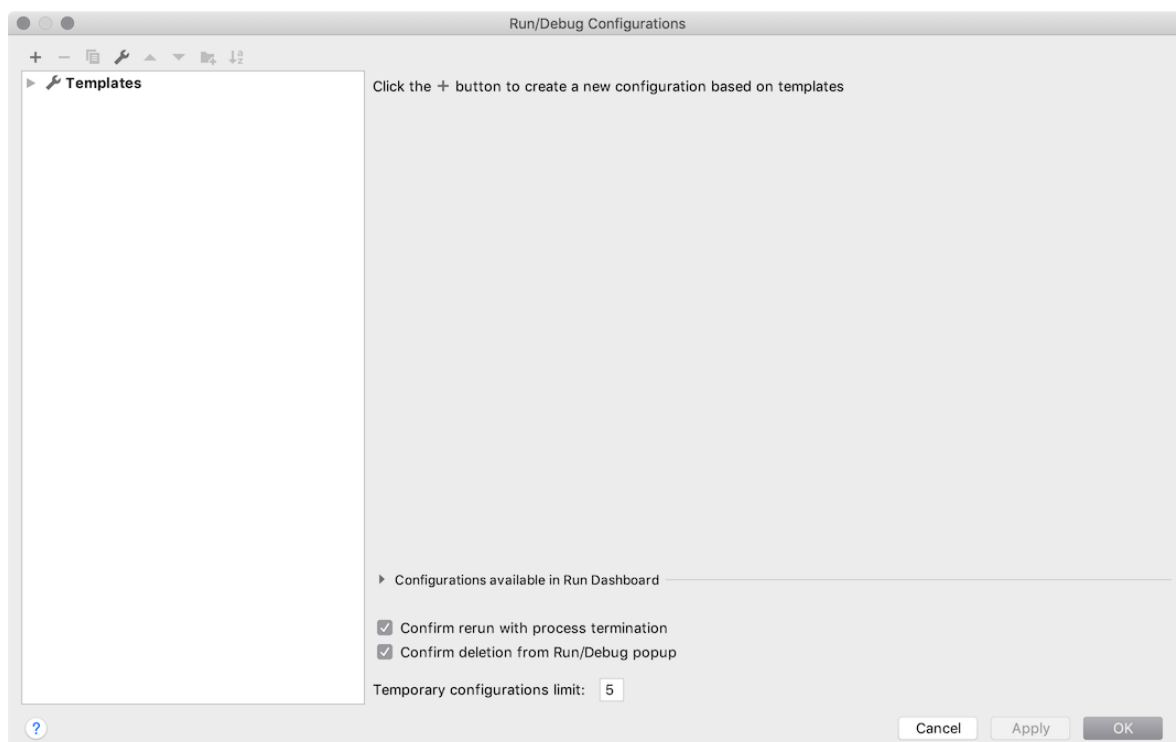 Run/Debug Configurations
Templates
Click the + button to create a new configuration based on templates
Configurations available in Run Dashboard
Confirm rerun with process termination
Confirm deletion from Run/Debug popup
Temporary configurations limit: 5
? Cancel Apply OK